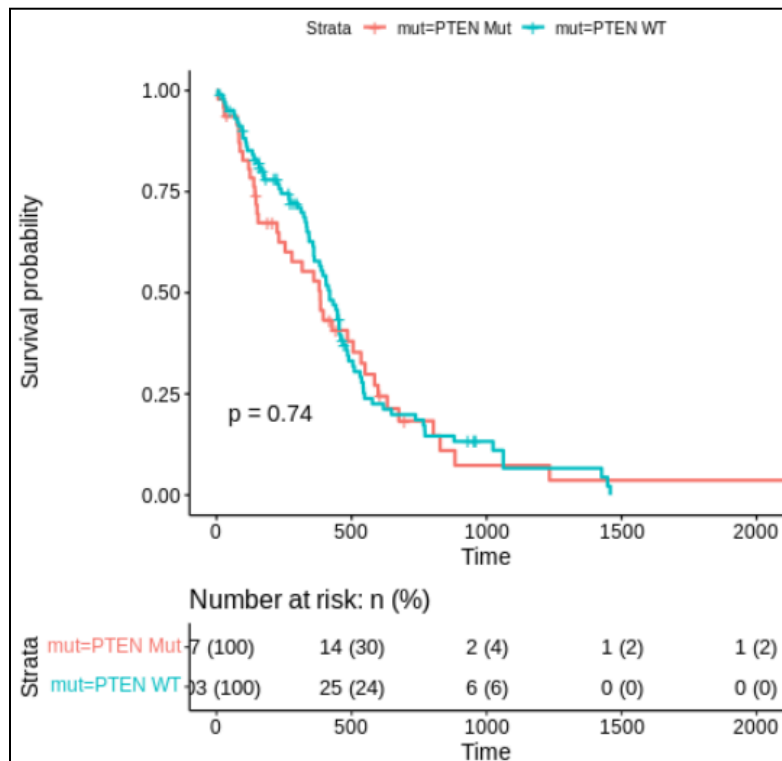 Strata mut=PTEN Mut mut=PTEN WT
Survival probability
1.00
0.75
0.50
0.25
0.00
p = 0.74
0 500 1000 1500 2000
Time
Number at risk: n (%)
Strata
mut=PTEN Mut 7 (100) 14 (30) 2 (4) 1 (2) 1 (2)
mut=PTEN WT 03 (100) 25 (24) 6 (6) 0 (0) 0 (0)
0 500 1000 1500 2000
Time